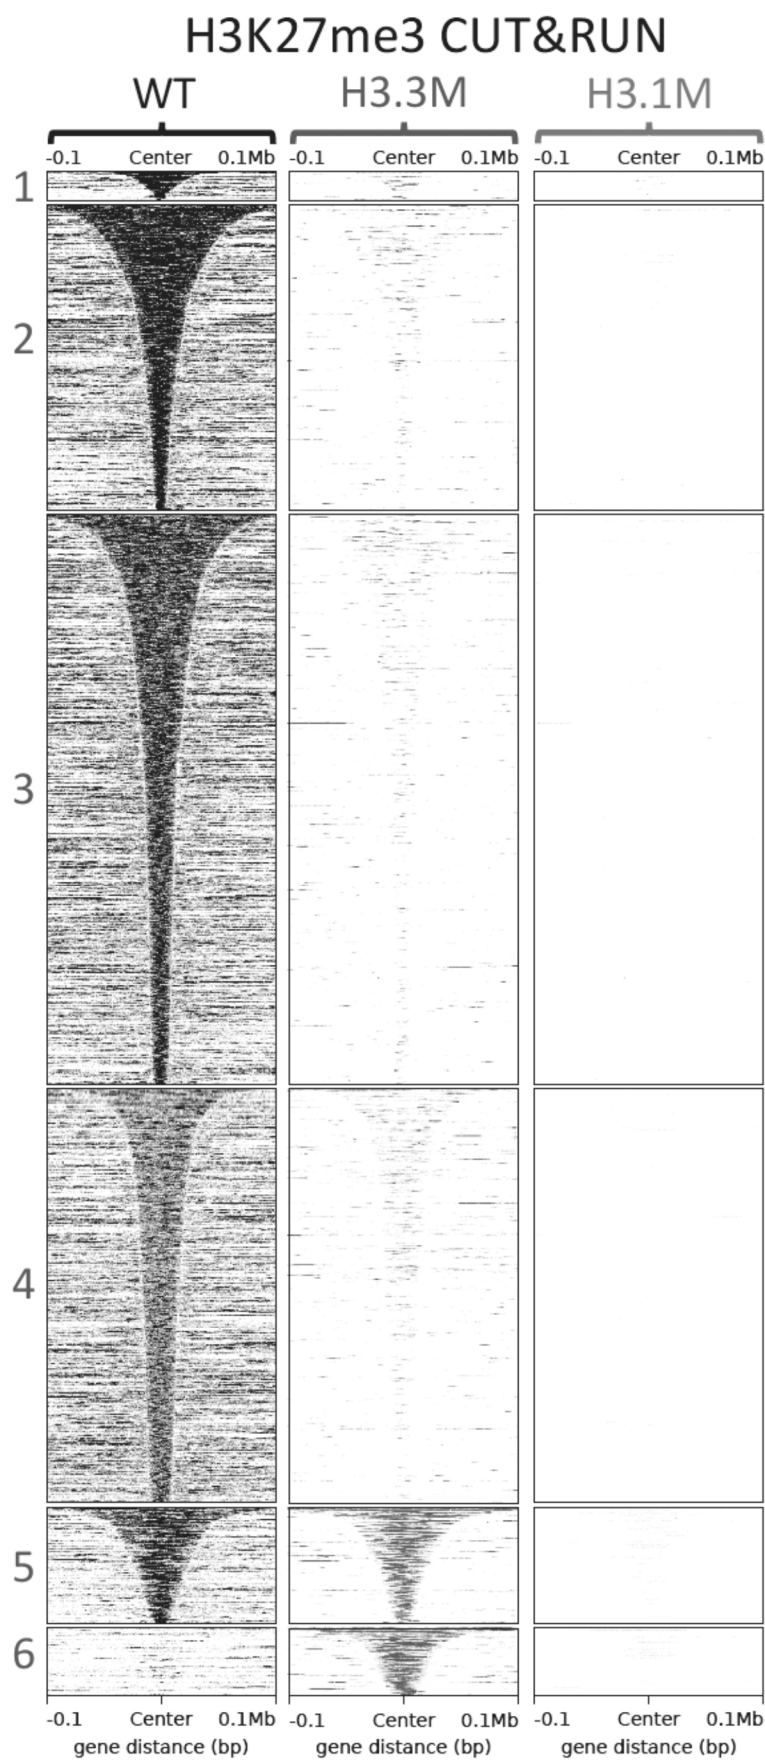 H3K27me3 CUT&RUN
WT H3.3M H3.1M
-0.1 Center 0.1Mb -0.1 Center 0.1Mb -0.1 Center 0.1Mb
1
2
3
4
5
6
-0.1 Center 0.1Mb -0.1 Center 0.1Mb -0.1 Center 0.1Mb
gene distance (bp) gene distance (bp) gene distance (bp)